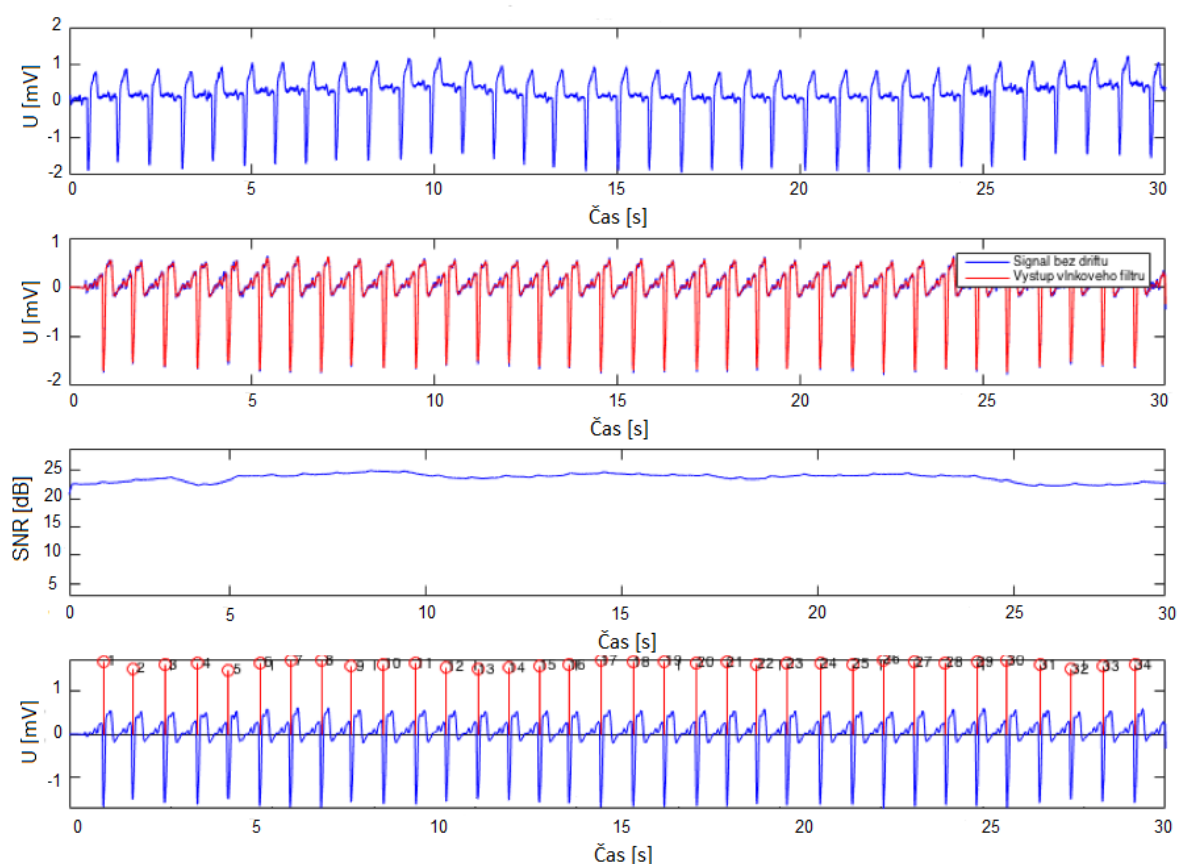 2
1
0
-1
-2
U [mV]
0 5 10 15 20 25 30
Čas [s]
1
0
-1
-2
U [mV]
Signal bez driftu
Vystup vlnkoveho filtru
0 5 10 15 20 25 30
Čas [s]
25
20
15
10
5
SNR [dB]
0 5 10 15 20 25 30
Čas [s]
1 2 3 4 5 6 7 8 9 10 11 12 13 14 15 16 17 18 19 20 21 22 23 24 25 26 27 28 29 30 31 32 33 34
1
0
-1
U [mV]
0 5 10 15 20 25 30
Čas [s]